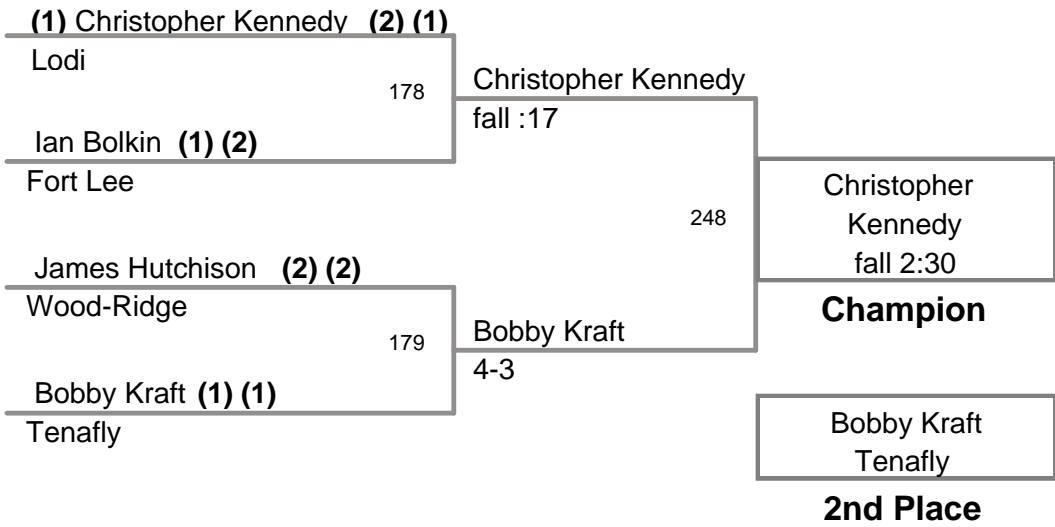 (1) Christopher Kennedy (2) (1)
Lodi
178
Ian Bolkin (1) (2)
Fort Lee
James Hutchison (2) (2)
Wood-Ridge
179
Bobby Kraft (1) (1)
Tenafly
Christopher Kennedy
fall :17
248
Bobby Kraft
4-3
Christopher
Kennedy
fall 2:30
Champion
Bobby Kraft
Tenafly
2nd Place